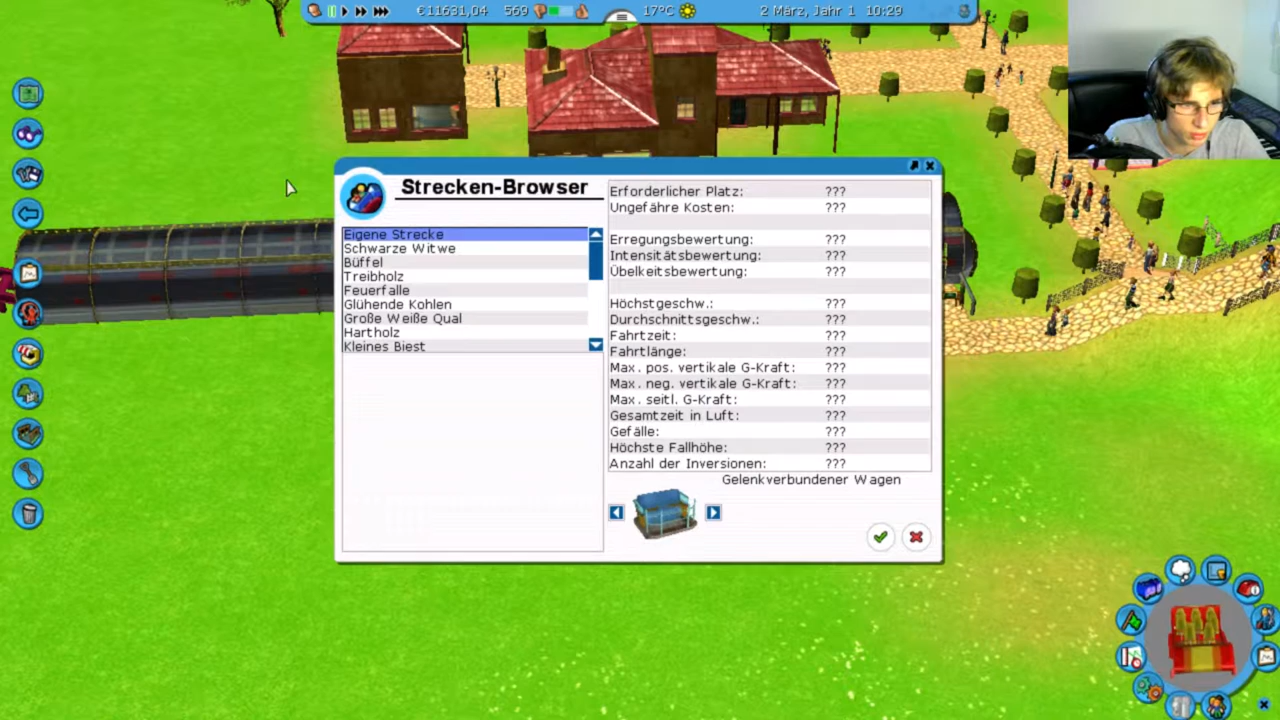 €11631,04 569 17°C 2 März, Jahr 1 10:29
Strecken-Browser
Eigene Strecke
Schwarze Witwe
Büffel
Treibholz
Feuerfalle
Glühende Kohlen
Große Weiße Qual
Hartholz
Kleines Biest
Erforderlicher Platz: ???
Ungefähre Kosten: ???
Erregungsbewertung: ???
Intensitätsbewertung: ???
Übelkeitsbewertung: ???
Höchstgeschw.: ???
Durchschnittsgeschw.: ???
Fahrtzeit: ???
Fahrtlänge: ???
Max. pos. vertikale G-Kraft: ???
Max. neg. vertikale G-Kraft: ???
Max. seitl. G-Kraft: ???
Gesamtzeit in Luft: ???
Gefälle: ???
Höchste Fallhöhe: ???
Anzahl der Inversionen: ???
Gelenkverbundener Wagen